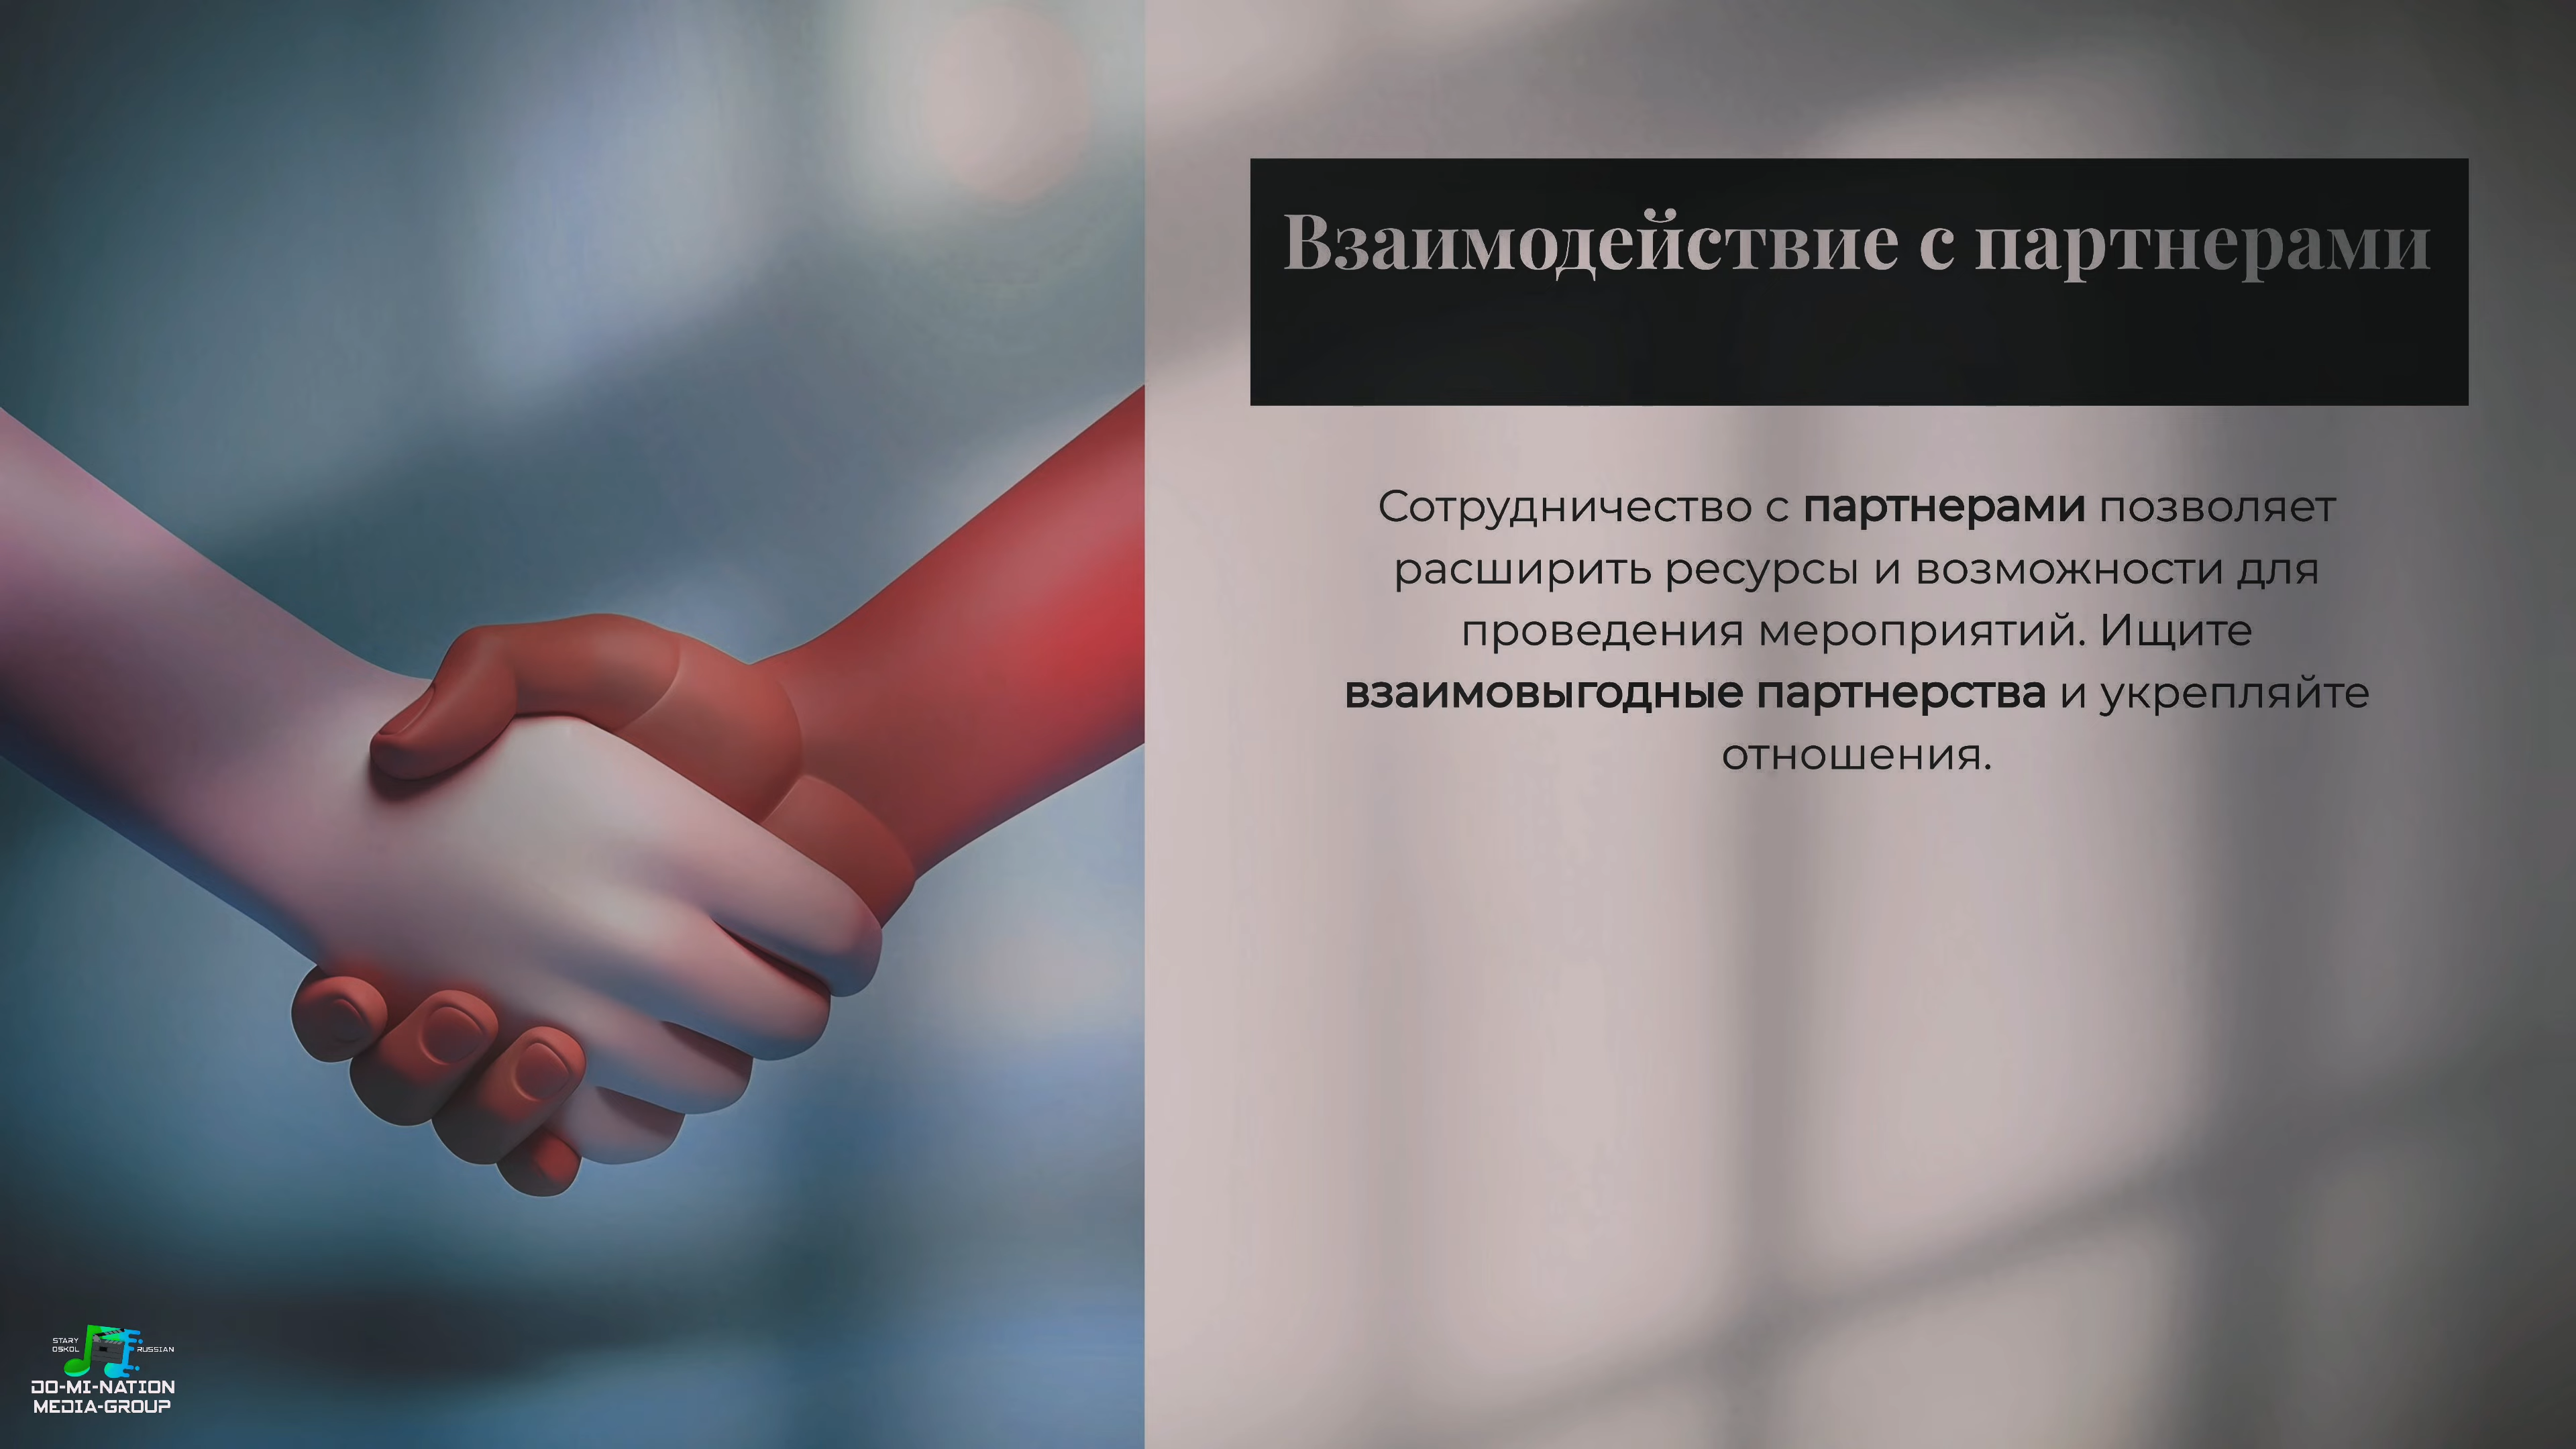 Взаимодействие с партнерами
Сотрудничество с партнерами позволяет
расширить ресурсы и возможности для
проведения мероприятий. Ищите
взаимовыгодные партнерства и укрепляйте
отношения.
STARY
OSKOL
RUSSIAN
DO-MI-NATION
MEDIA-GROUP